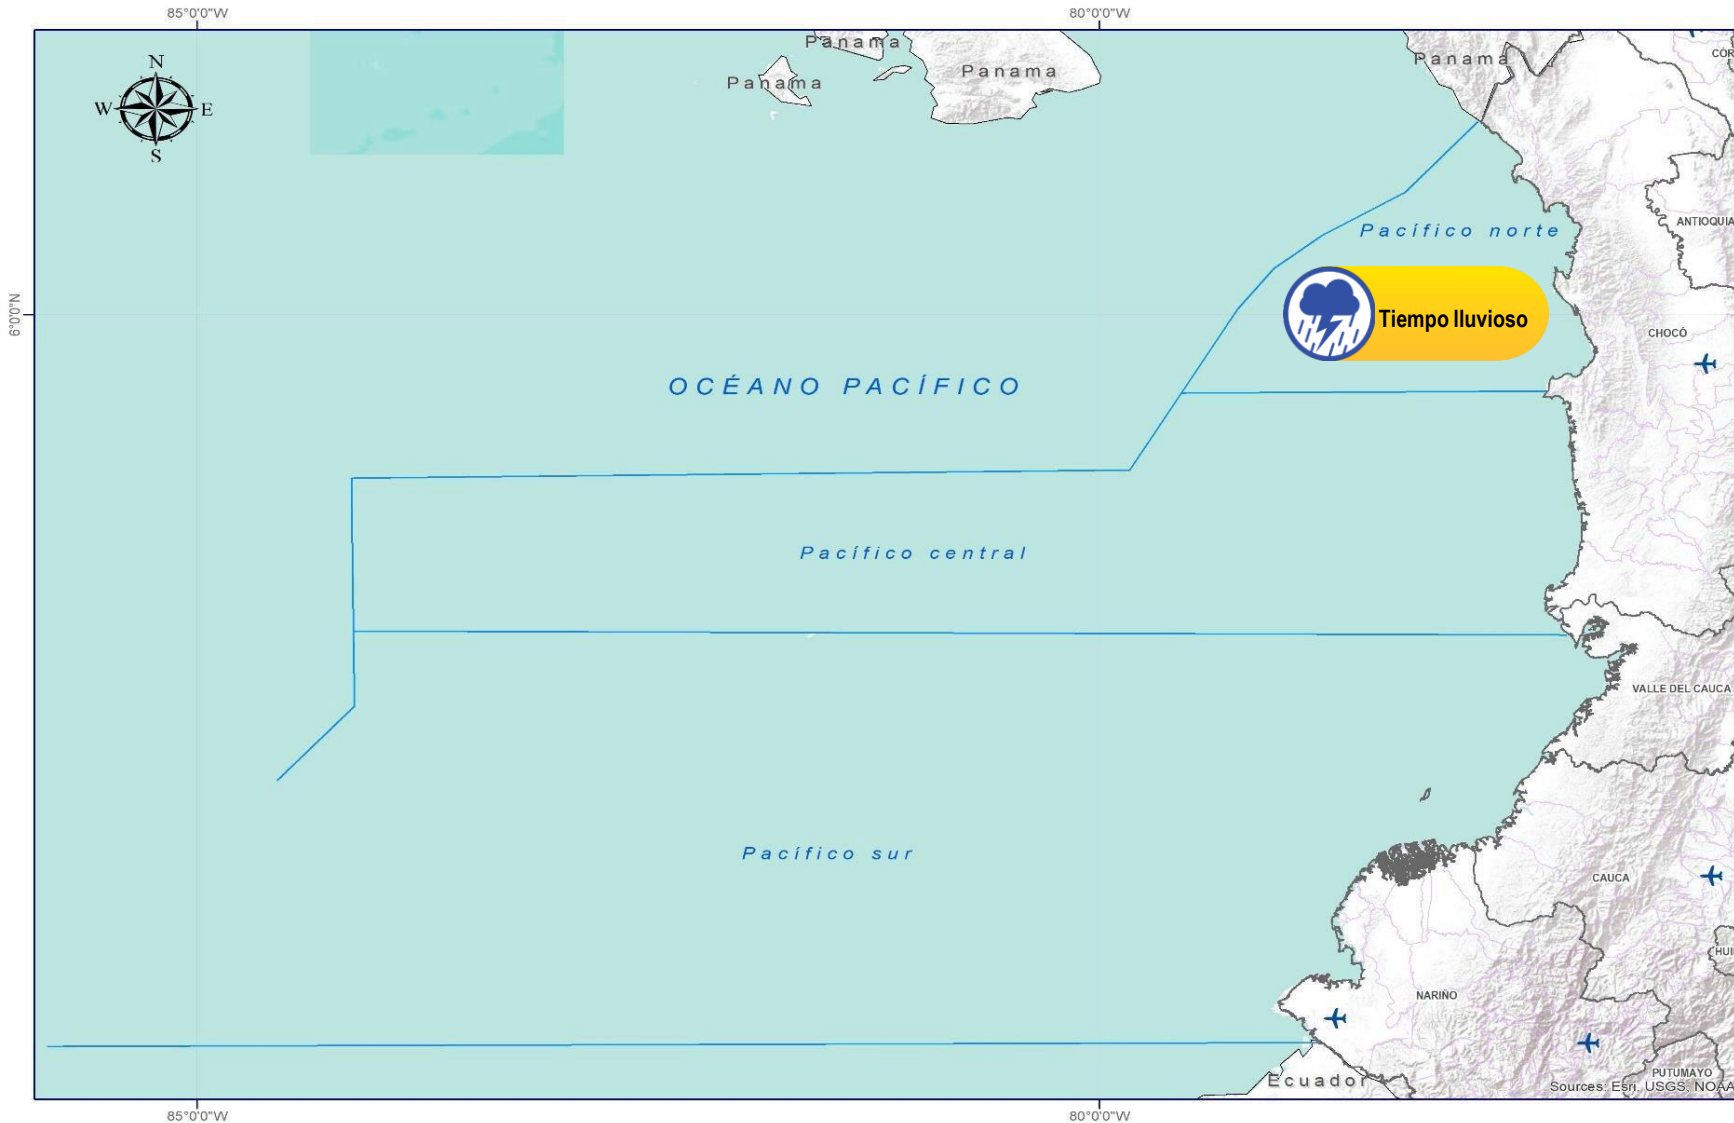 85°0'0"W
80°0'0"W
Panama
Panama
Panama
Panama
COR
N
W
E
S
ANTIOQUIA
Pacífico norte
6°0'0"N
Tiempo lluvioso
CHOCÓ
OCÉANO PACÍFICO
Pacífico central
VALLE DEL CAUCA
Pacífico sur
CAUCA
HUI
NARIÑO
PUTUMAYO
Ecuador
Sources: Esri, USGS, NOAA
85°0'0"W
80°0'0"W